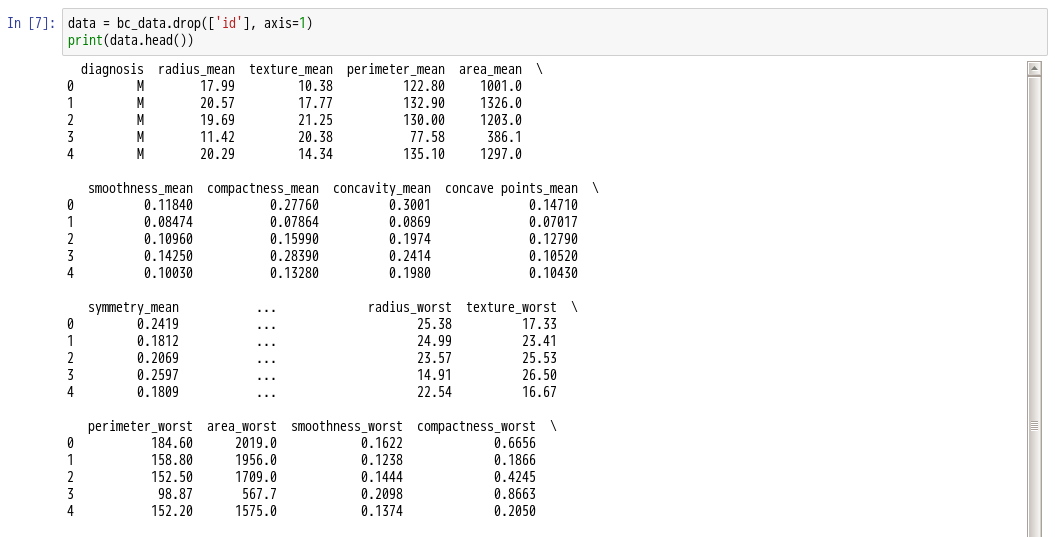 In [7]: data = bc_data.drop(['id'], axis=1)
print(data.head())
diagnosis radius_mean texture_mean perimeter_mean area_mean \
0 M 17.99 10.38 122.80 1001.0
1 M 20.57 17.77 132.90 1326.0
2 M 19.69 21.25 130.00 1203.0
3 M 11.42 20.38 77.58 386.1
4 M 20.29 14.34 135.10 1297.0
smoothness_mean compactness_mean concavity_mean concave points_mean \
0 0.11840 0.27760 0.3001 0.14710
1 0.08474 0.07864 0.0869 0.07017
2 0.10960 0.15990 0.1974 0.12790
3 0.14250 0.28390 0.2414 0.10520
4 0.10030 0.13280 0.1980 0.10430
symmetry_mean ... radius_worst texture_worst \
0 0.2419 ... 25.38 17.33
1 0.1812 ... 24.99 23.41
2 0.2069 ... 23.57 25.53
3 0.2597 ... 14.91 26.50
4 0.1809 ... 22.54 16.67
perimeter_worst area_worst smoothness_worst compactness_worst \
0 184.60 2019.0 0.1622 0.6656
1 158.80 1956.0 0.1238 0.1866
2 152.50 1709.0 0.1444 0.4245
3 98.87 567.7 0.2098 0.8663
4 152.20 1575.0 0.1374 0.2050